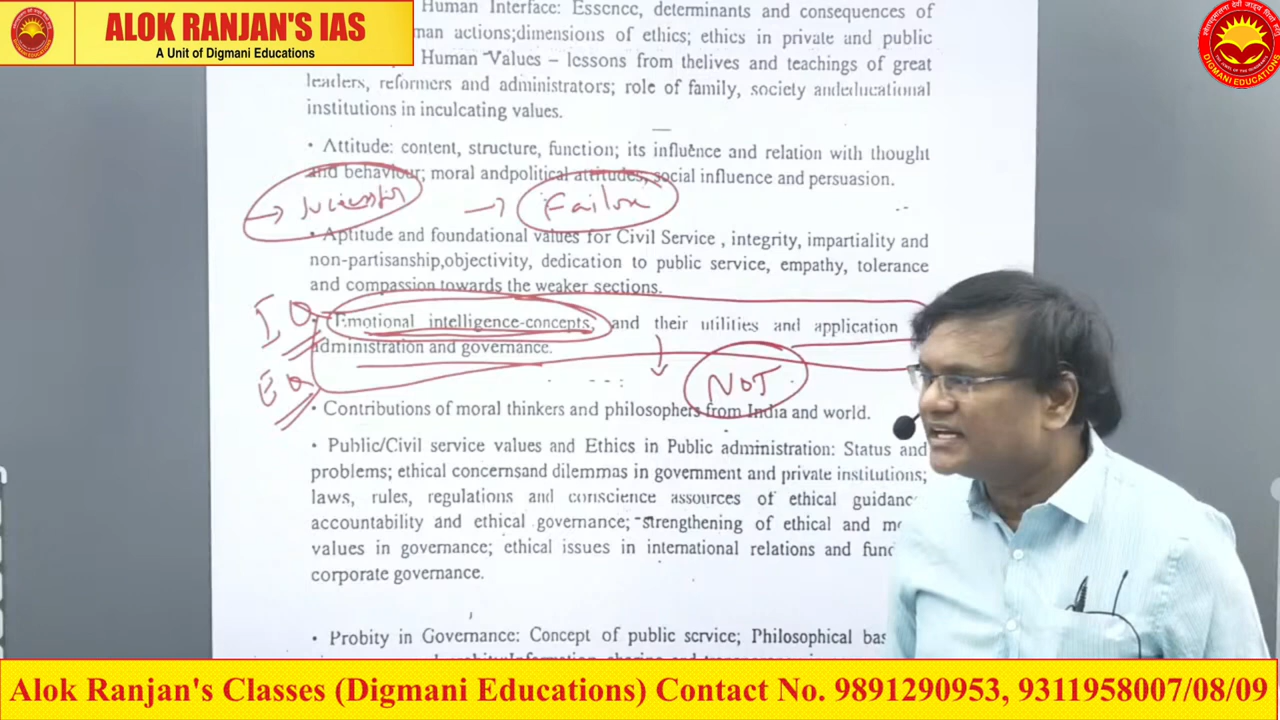 ALOK RANJAN'S IAS
A Unit of Digmani Educations
DIGMANI EDUCATIONS
Human Interface: Essence, determinants and consequences of
man actions;dimensions of ethics; ethics in private and public
Human Values – lessons from thelives and teachings of great
leaders, reformers and administrators; role of family, society andeducational
institutions in inculcating values.
• Attitude: content, structure, function; its influence and relation with thought
and behaviour; moral andpolitical attitudes; social influence and persuasion.
→ successful → Failure
• Aptitude and foundational values for Civil Service , integrity, impartiality and
non-partisanship,objectivity, dedication to public service, empathy, tolerance
and compassion towards the weaker sections.
IQ
• Emotional intelligence-concepts, and their utilities and application
administration and governance.
EQ
NOT
• Contributions of moral thinkers and philosophers from India and world.
• Public/Civil service values and Ethics in Public administration: Status and
problems; ethical concernsand dilemmas in government and private institutions;
laws, rules, regulations and conscience assources of ethical guidanc
accountability and ethical governance; strengthening of ethical and mo
values in governance; ethical issues in international relations and fund
corporate governance.
• Probity in Governance: Concept of public service; Philosophical bas
Alok Ranjan's Classes (Digmani Educations) Contact No. 9891290953, 9311958007/08/09